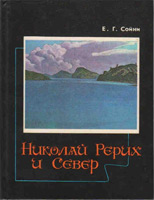 Е. Г. Сойни
Николай Рерих
и Север